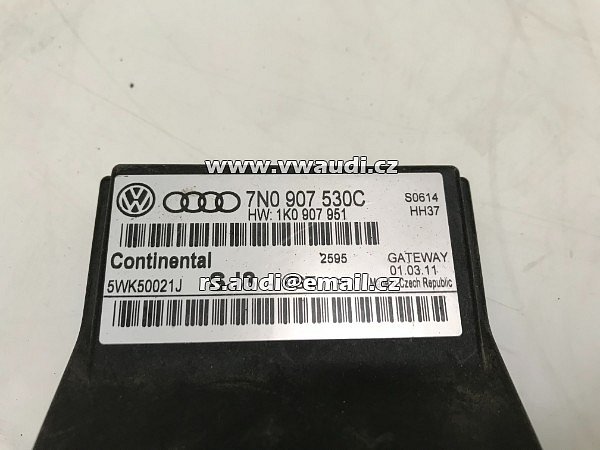 www.vwaudi.cz
7N0 907 530C
HW: 1K0 907 951
S0614
HH37
Continental
2595
GATEWAY
01.03.11
5WK50021J
Czech Republic
rs.audi@email.cz